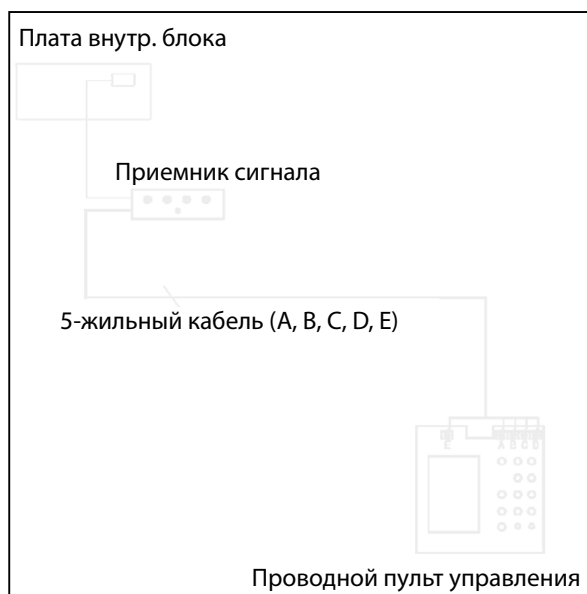 Плата внутр. блока
Приемник сигнала
5-жильный кабель (A, B, C, D, E)
E A B C D
Проводной пульт управления